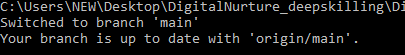 C:\Users\NEW\Desktop\DigitalNurture_deepskilling\Di
Switched to branch 'main'
Your branch is up to date with 'origin/main'.